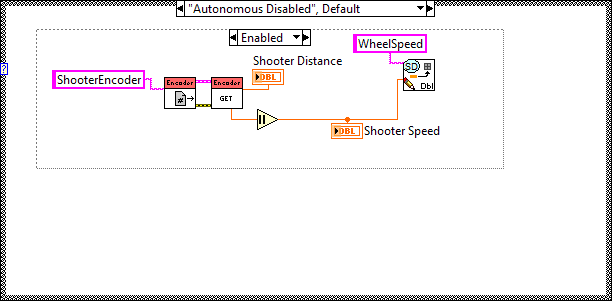 "Autonomous Disabled", Default
Enabled
WheelSpeed
Shooter Distance
ShooterEncoder
Encoder
Encoder
DBL
SD
#
GET
Dbl
DBL
Shooter Speed
?